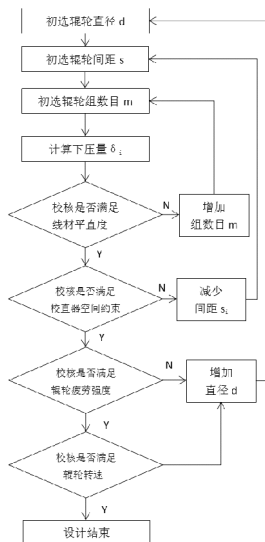 初选辊轮直径 d
初选辊轮间距 s
初选辊轮组数目 m
计算下压量 δi
校核是否满足
线材平直度
N
增加
组数目 m
Y
校核是否满足
校直器空间约束
N
减少
间距 si
Y
校核是否满足
辊轮疲劳强度
N
增加
直径 d
Y
校核是否满足
辊轮转速
Y
设计结束